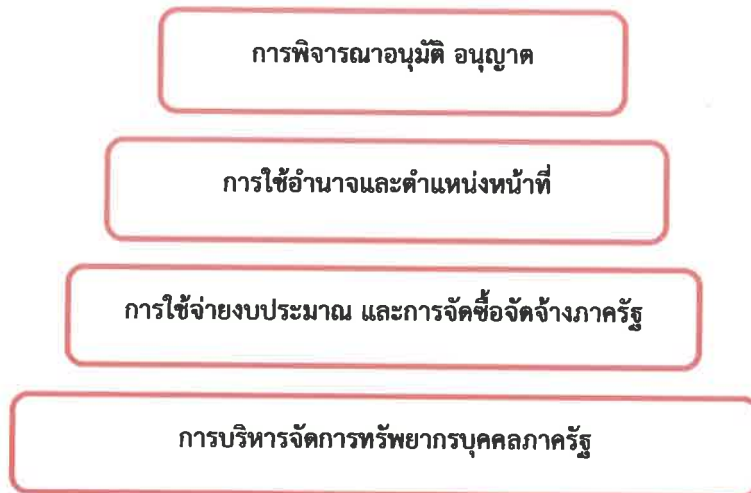 การพิจารณาอนุมัติ อนุญาต
การใช้อำนาจและตำแหน่งหน้าที่
การใช้จ่ายงบประมาณ และการจัดซื้อจัดจ้างภาครัฐ
การบริหารจัดการทรัพยากรบุคคลภาครัฐ